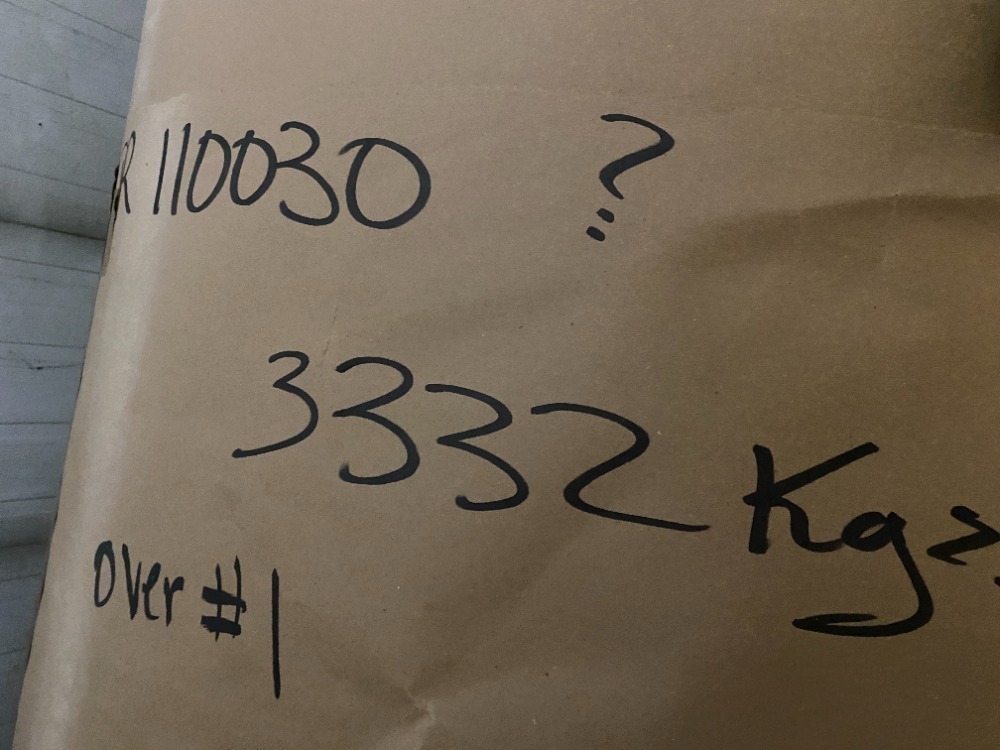 R 110030 ?
3332 Kgs.
Over # 1